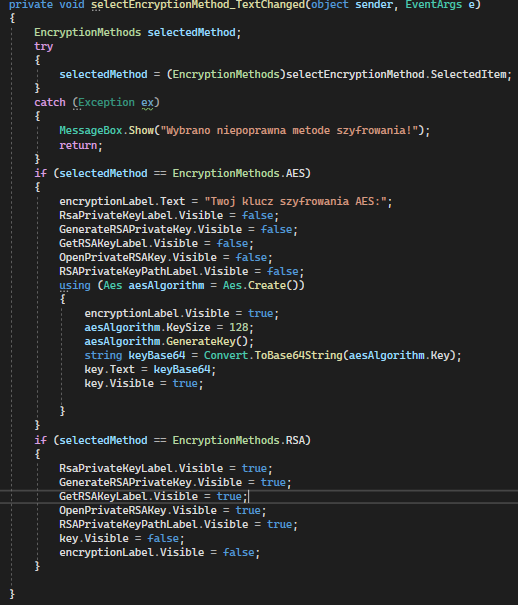 private void selectEncryptionMethod_TextChanged(object sender, EventArgs e)
{
    EncryptionMethods selectedMethod;
    try
    {
        selectedMethod = (EncryptionMethods)selectEncryptionMethod.SelectedItem;
    }
    catch (Exception ex)
    {
        MessageBox.Show("Wybrano niepoprawna metode szyfrowania!");
        return;
    }
    if (selectedMethod == EncryptionMethods.AES)
    {
        encryptionLabel.Text = "Twoj klucz szyfrowania AES:";
        RsaPrivateKeyLabel.Visible = false;
        GenerateRSAPrivateKey.Visible = false;
        GetRSAKeyLabel.Visible = false;
        OpenPrivateRSAKey.Visible = false;
        RSAPrivateKeyPathLabel.Visible = false;
        using (Aes aesAlgorithm = Aes.Create())
        {
            encryptionLabel.Visible = true;
            aesAlgorithm.KeySize = 128;
            aesAlgorithm.GenerateKey();
            string keyBase64 = Convert.ToBase64String(aesAlgorithm.Key);
            key.Text = keyBase64;
            key.Visible = true;

        }
    }
    if (selectedMethod == EncryptionMethods.RSA)
    {
        RsaPrivateKeyLabel.Visible = true;
        GenerateRSAPrivateKey.Visible = true;
        GetRSAKeyLabel.Visible = true;
        OpenPrivateRSAKey.Visible = true;
        RSAPrivateKeyPathLabel.Visible = true;
        key.Visible = false;
        encryptionLabel.Visible = false;
    }

}